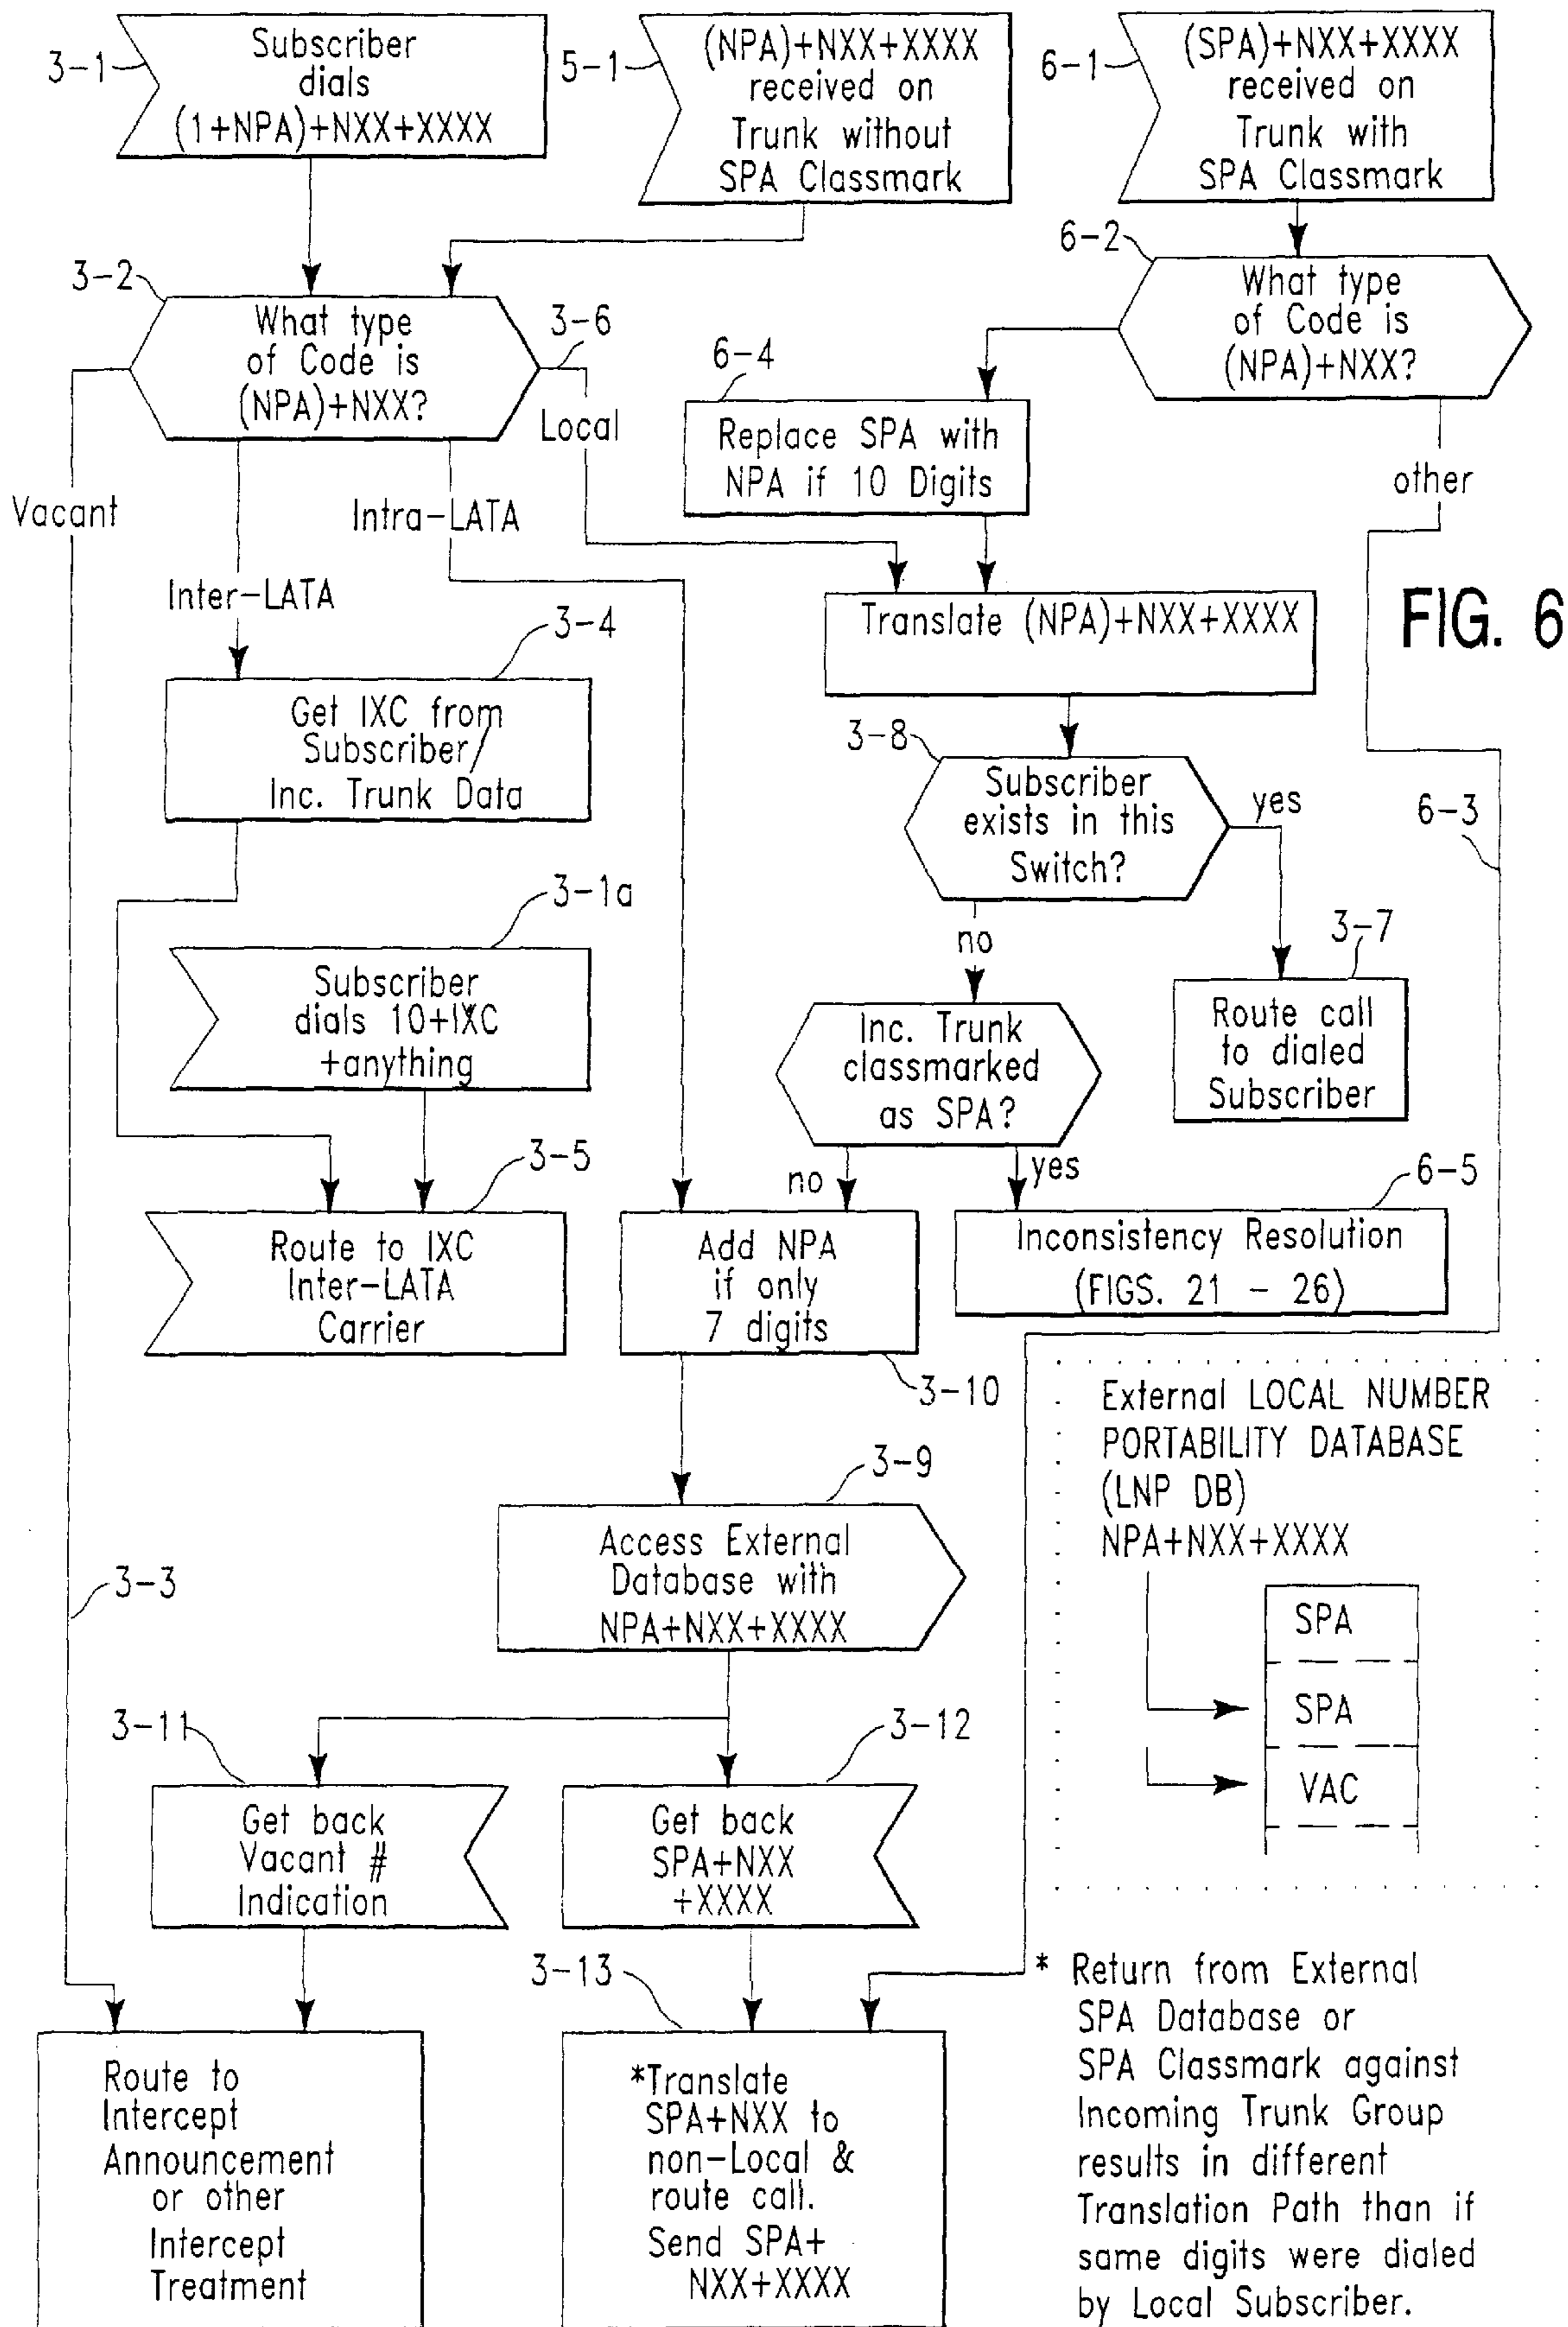 3-1
Subscriber
dials
(1+NPA)+NXX+XXXX
5-1
(NPA)+NXX+XXXX
received on
Trunk without
SPA Classmark
6-1
(SPA)+NXX+XXXX
received on
Trunk with
SPA Classmark
3-2
What type
of Code is
(NPA)+NXX?
3-6
Local
6-2
What type
of Code is
(NPA)+NXX?
6-4
Replace SPA with
NPA if 10 Digits
other
Vacant
Intra-LATA
Inter-LATA
Translate (NPA)+NXX+XXXX
FIG. 6
3-4
Get IXC from
Subscriber/
Inc. Trunk Data
3-8
Subscriber
exists in this
Switch?
yes
no
6-3
3-1a
Subscriber
dials 10+IXC
+anything
3-7
Route call
to dialed
Subscriber
Inc. Trunk
classmarked
as SPA?
no
yes
3-5
Route to IXC
Inter-LATA
Carrier
Add NPA
if only
7 digits
3-10
6-5
Inconsistency Resolution
(FIGS. 21 - 26)
External LOCAL NUMBER
PORTABILITY DATABASE
(LNP DB)
NPA+NXX+XXXX
SPA
SPA
VAC
3-9
Access External
Database with
NPA+NXX+XXXX
3-3
3-11
Get back
Vacant #
Indication
3-12
Get back
SPA+NXX
+XXXX
3-13
Route to
Intercept
Announcement
or other
Intercept
Treatment
*Translate
SPA+NXX to
non-Local &
route call.
Send SPA+
NXX+XXXX
* Return from External
SPA Database or
SPA Classmark against
Incoming Trunk Group
results in different
Translation Path than if
same digits were dialed
by Local Subscriber.